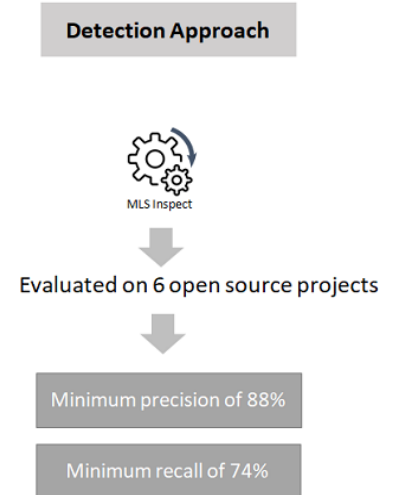 Detection Approach
MLS Inspect
Evaluated on 6 open source projects
Minimum precision of 88%
Minimum recall of 74%